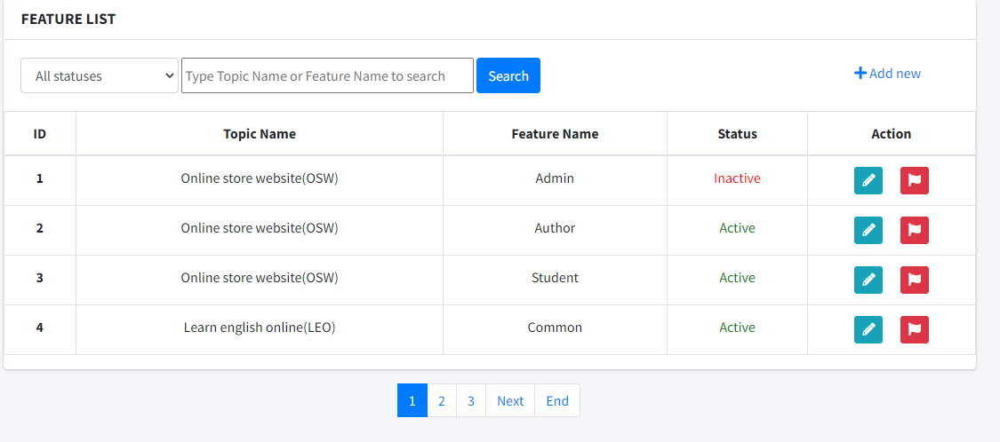 FEATURE LIST
All statuses Type Topic Name or Feature Name to search Search Add new
ID Topic Name Feature Name Status Action
1 Online store website(OSW) Admin Inactive
2 Online store website(OSW) Author Active
3 Online store website(OSW) Student Active
4 Learn english online(LEO) Common Active
1 2 3 Next End